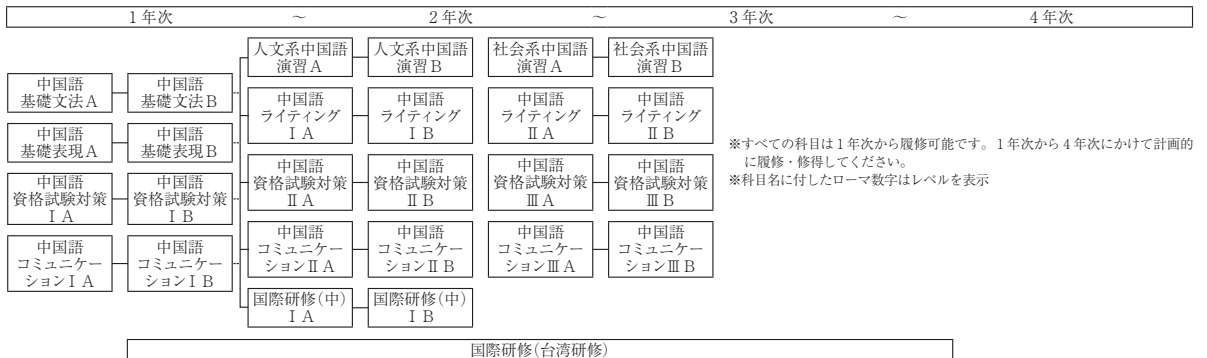 1年次 ～ 2年次 ～ 3年次 ～ 4年次
人文系中国語
演習A
人文系中国語
演習B
社会系中国語
演習A
社会系中国語
演習B
中国語
基礎文法A
中国語
基礎文法B
中国語
ライティング
ⅠA
中国語
ライティング
ⅠB
中国語
ライティング
ⅡA
中国語
ライティング
ⅡB
中国語
基礎表現A
中国語
基礎表現B
※すべての科目は1年次から履修可能です。1年次から4年次にかけて計画的
に履修・修得してください。
※科目名に付したローマ数字はレベルを表示
中国語
資格試験対策
ⅠA
中国語
資格試験対策
ⅠB
中国語
資格試験対策
ⅡA
中国語
資格試験対策
ⅡB
中国語
資格試験対策
ⅢA
中国語
資格試験対策
ⅢB
中国語
コミュニケー
ションⅠA
中国語
コミュニケー
ションⅠB
中国語
コミュニケー
ションⅡA
中国語
コミュニケー
ションⅡB
中国語
コミュニケー
ションⅢA
中国語
コミュニケー
ションⅢB
国際研修(中)
ⅠA
国際研修(中)
ⅠB
国際研修(台湾研修)